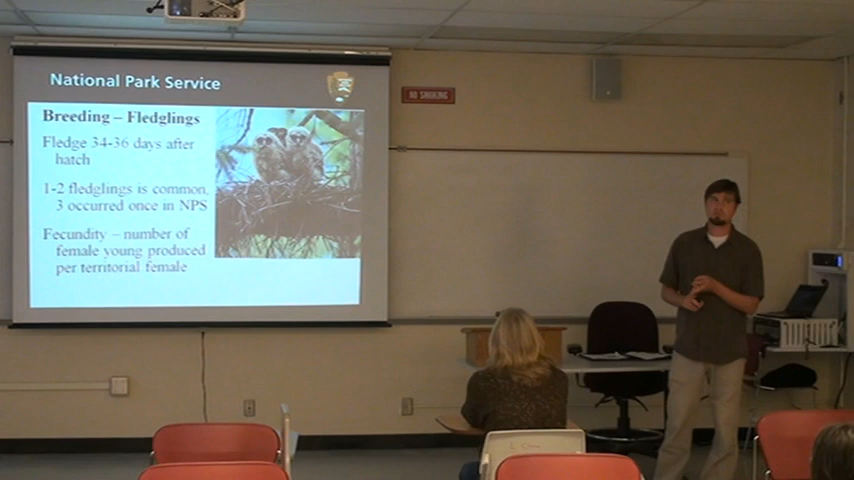 National Park Service
NO SMOKING
Breeding – Fledglings
Fledge 34-36 days after
hatch
1-2 fledglings is common,
3 occurred once in NPS
Fecundity – number of
female young produced
per territorial female